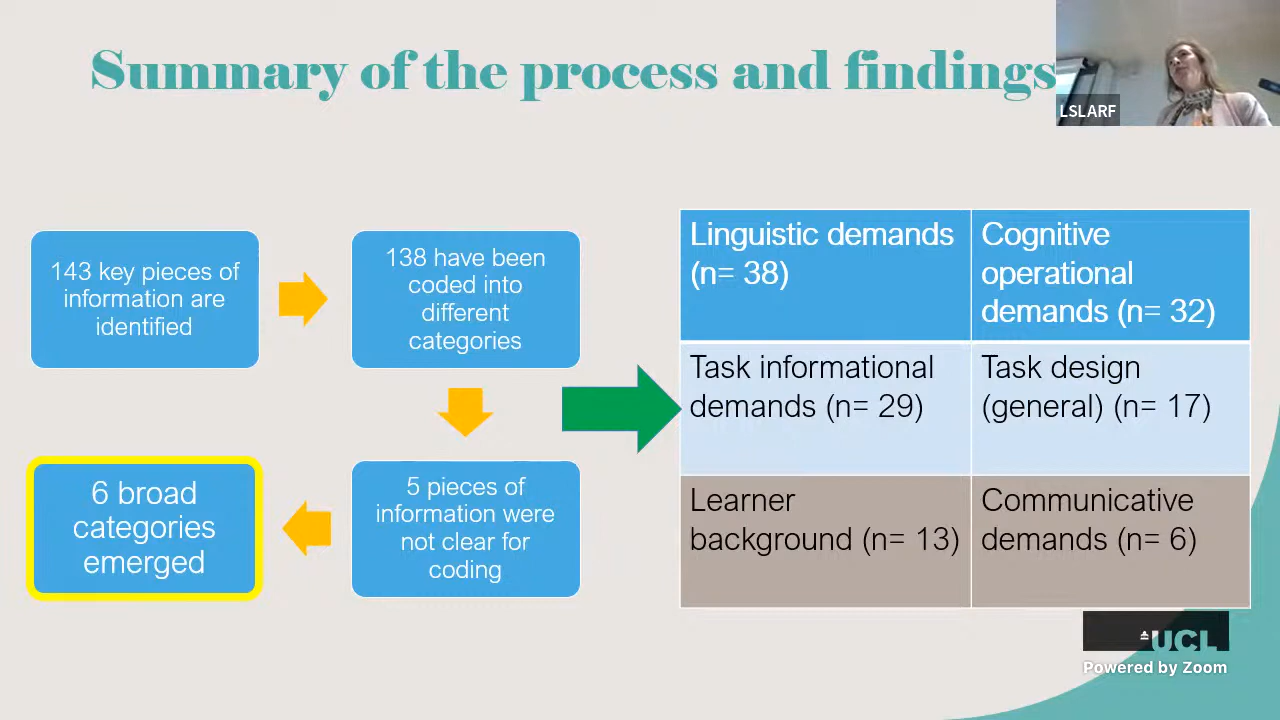 Summary of the process and findings
LSLARF
143 key pieces of
information are
identified
138 have been
coded into
different
categories
5 pieces of
information were
not clear for
coding
6 broad
categories
emerged
Linguistic demands
(n= 38)
Cognitive
operational
demands (n= 32)
Task informational
demands (n= 29)
Task design
(general) (n= 17)
Learner
background (n= 13)
Communicative
demands (n= 6)
UCL
Powered by Zoom